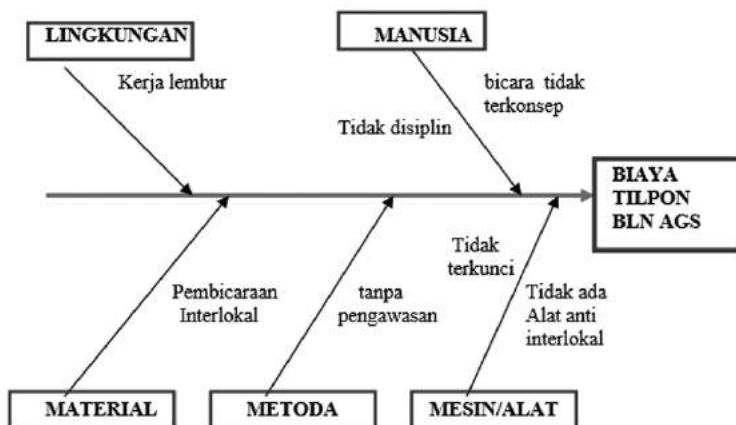 LINGKUNGAN
MANUSIA
Kerja lembur
bicara tidak
terkonsep
Tidak disiplin
BIAYA
TILPON
BLN AGS
Tidak
terkunci
Pembicaraan
Interlokal
tanpa
pengawasan
Tidak ada
Alat anti
interlokal
MATERIAL
METODA
MESIN/ALAT